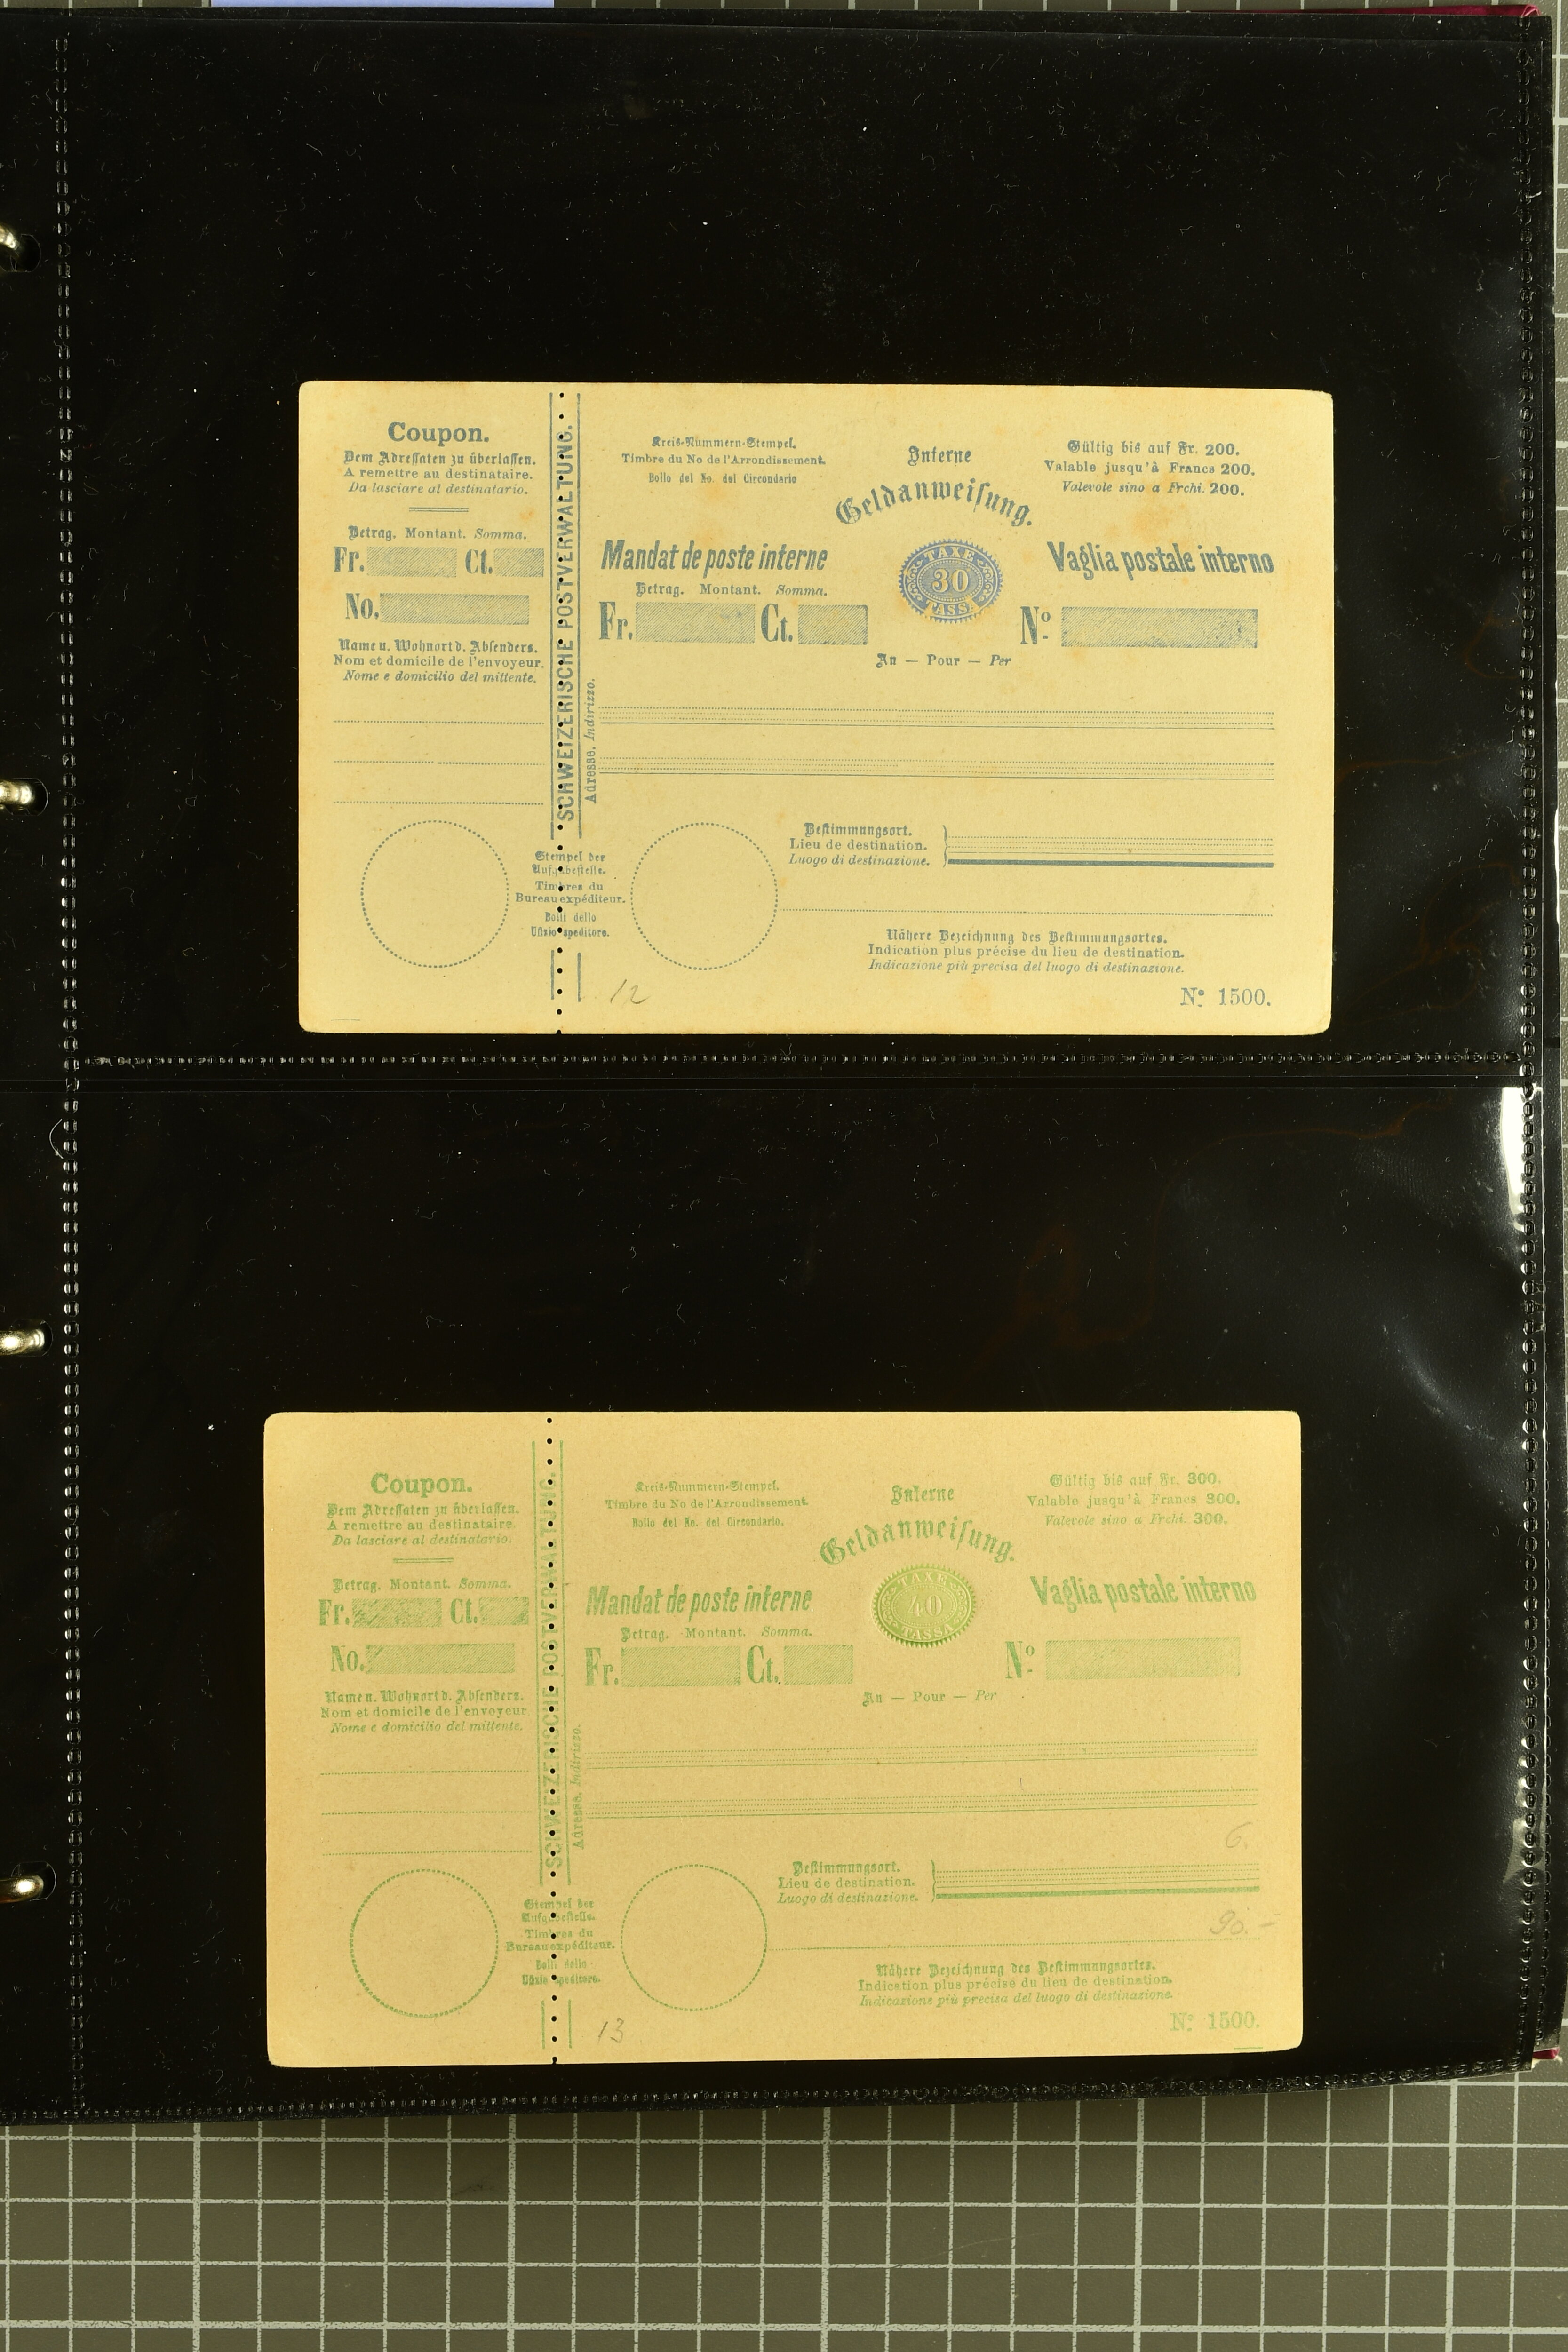 Coupon.
Dem Adressaten zu überlassen.
A remettre au destinataire.
Da lasciare al destinatario.
Betrag. Montant. Somma.
Fr. Ct.
No.
Name u. Wohnort d. Absenders.
Nom et domicile de l'envoyeur.
Nome e domicilio del mittente.
SCHWEIZERISCHE POSTVERWALTUNG.
Kreis-Nummern-Stempel.
Timbre du No de l'Arrondissement.
Bollo del No. del Circondario
Interne
Geldanweisung.
Gültig bis auf Fr. 200.
Valable jusqu'à Francs 200.
Valevole sino a Frchi. 200.
Mandat de poste interne
TAXE
30
TASSA
Vaglia postale interno
Betrag. Montant. Somma.
Fr. Ct.
No
An — Pour — Per
Adresse. Indirizzo.
Stempel der
Aufgabestelle.
Timbres du
Bureau expéditeur.
Bolli dello
Ufizio speditore.
Bestimmungsort.
Lieu de destination.
Luogo di destinazione.
Nähere Bezeichnung des Bestimmungsortes.
Indication plus précise du lieu de destination.
Indicazione più precisa del luogo di destinazione.
12
No. 1500.
Coupon.
Dem Adressaten zu überlassen.
A remettre au destinataire.
Da lasciare al destinatario.
Betrag. Montant. Somma.
Fr. Ct.
No.
Name u. Wohnort d. Absenders.
Nom et domicile de l'envoyeur.
Nome e domicilio del mittente.
SCHWEIZERISCHE POSTVERWALTUNG.
Kreis-Nummern-Stempel.
Timbre du No de l'Arrondissement.
Bollo del No. del Circondario.
Interne
Geldanweisung.
Gültig bis auf Fr. 300.
Valable jusqu'à Francs 300.
Valevole sino a Frchi. 300.
Mandat de poste interne
TAXE
40
TASSA
Vaglia postale interno
Betrag. Montant. Somma.
Fr. Ct.
No
An — Pour — Per
Adresse. Indirizzo.
6.
Stempel der
Aufgabestelle.
Timbres du
Bureau expéditeur.
Bolli dello
Ufizio speditore.
Bestimmungsort.
Lieu de destination.
Luogo di destinazione.
90.–
Nähere Bezeichnung des Bestimmungsortes.
Indication plus précise du lieu de destination.
Indicazione più precisa del luogo di destinazione.
13
No. 1500.